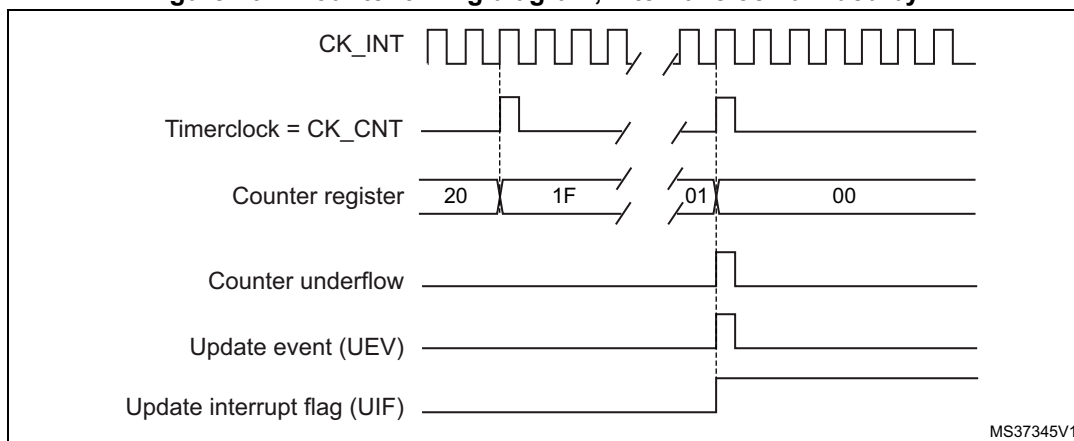 CK_INT
Timerclock = CK_CNT
Counter register 20 1F 01 00
Counter underflow
Update event (UEV)
Update interrupt flag (UIF)
MS37345V1